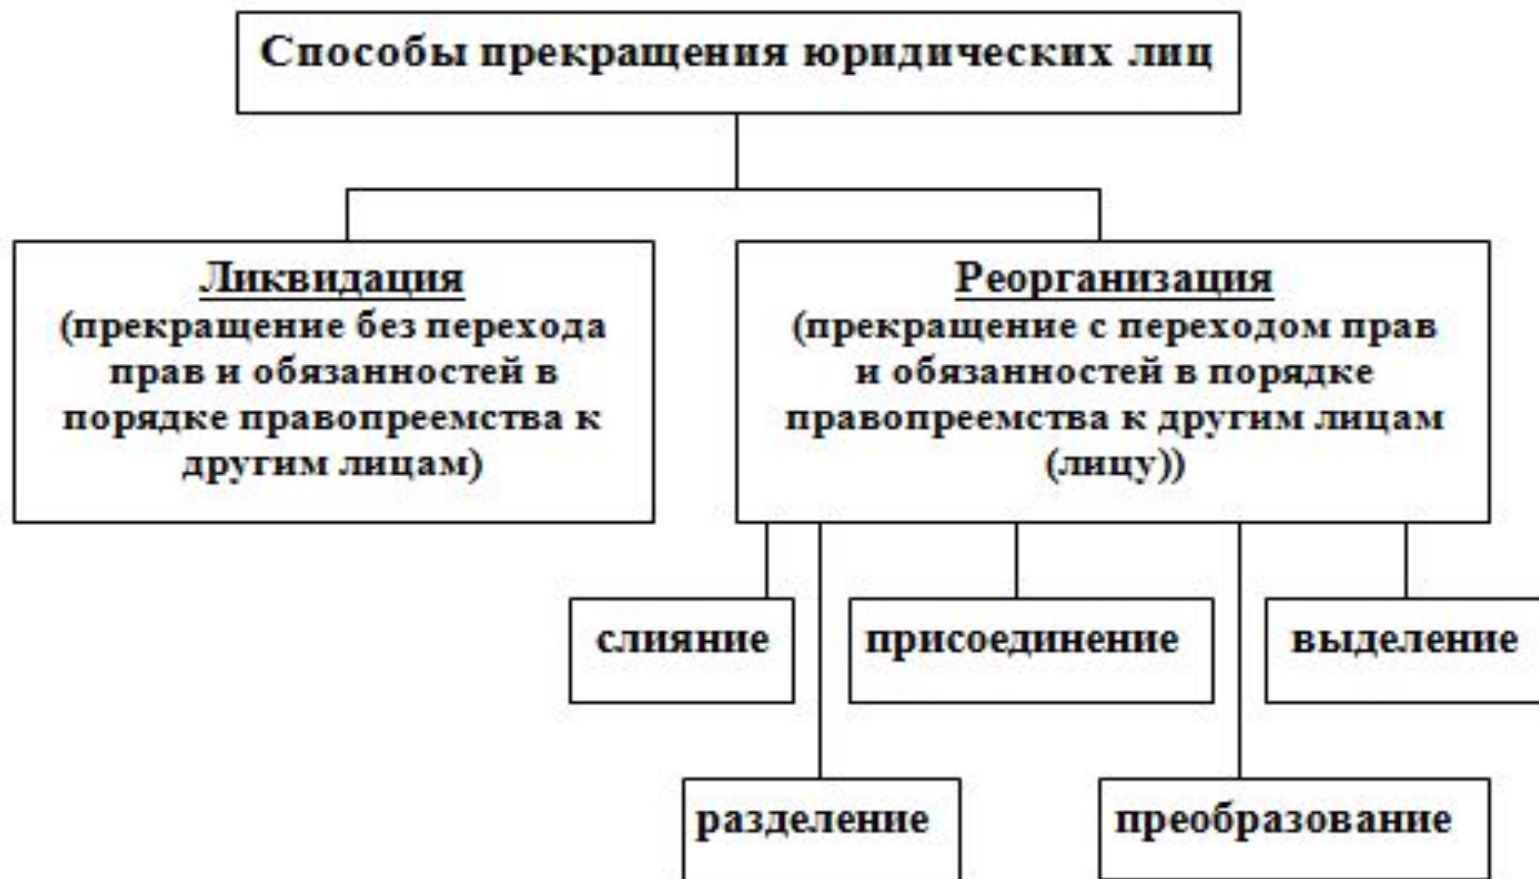 Способы прекращения юридических лиц
Ликвидация
(прекращение без перехода
прав и обязанностей в
порядке правопреемства к
другим лицам)
Реорганизация
(прекращение с переходом прав
и обязанностей в порядке
правопреемства к другим лицам
(лицу))
слияние
присоединение
выделение
разделение
преобразование